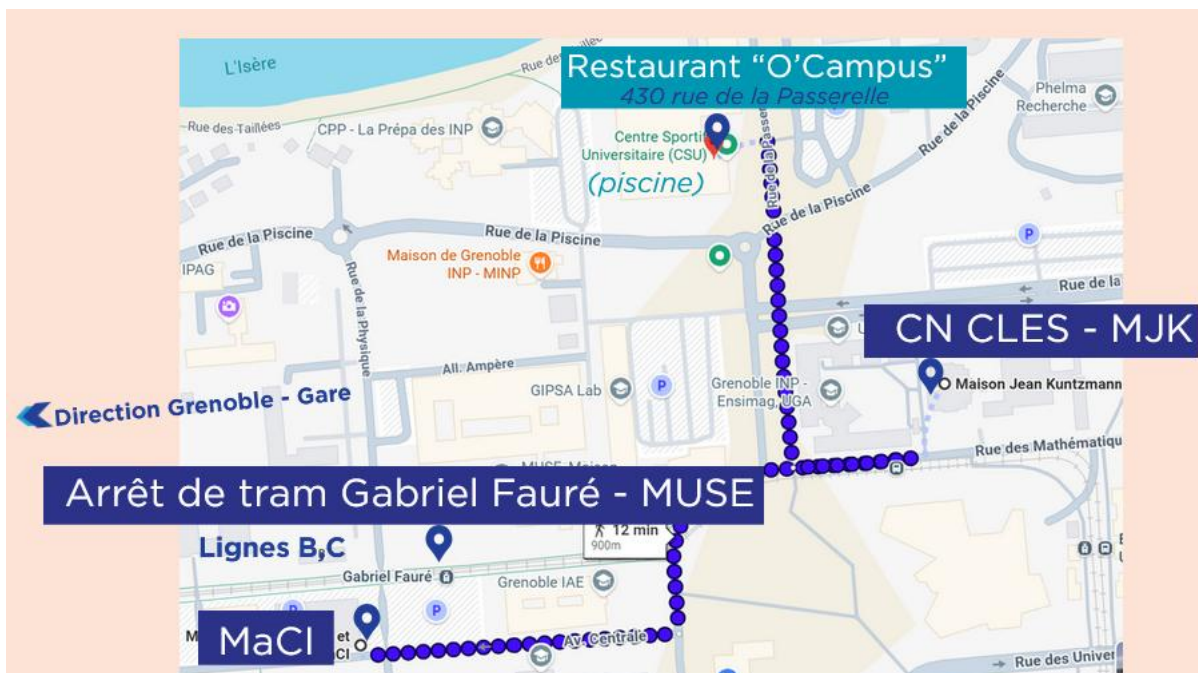 L'Isère
Rue des Taillées
CPP - La Prépa des INP
Restaurant "O'Campus"
430 rue de la Passerelle
Phelma
Recherche
Centre Sportif
Universitaire (CSU)
(piscine)
Rue de la Piscine
Rue de la Piscine
Rue de la Piscine
Rue de la Piscine
IPAG
Maison de Grenoble
INP - MINP
Rue de la Physique
P
Rue de la
CN CLES - MJK
Maison Jean Kuntzmann
All. Ampère
GIPSA Lab
P
Grenoble INP -
Ensimag, UGA
Direction Grenoble - Gare
Rue des Mathématiqu
Arrêt de tram Gabriel Fauré - MUSE
12 min
900m
Lignes B,C
Gabriel Fauré
Grenoble IAE
P
P
MaCI
et
CI
Av. Centrale
Rue des Univer